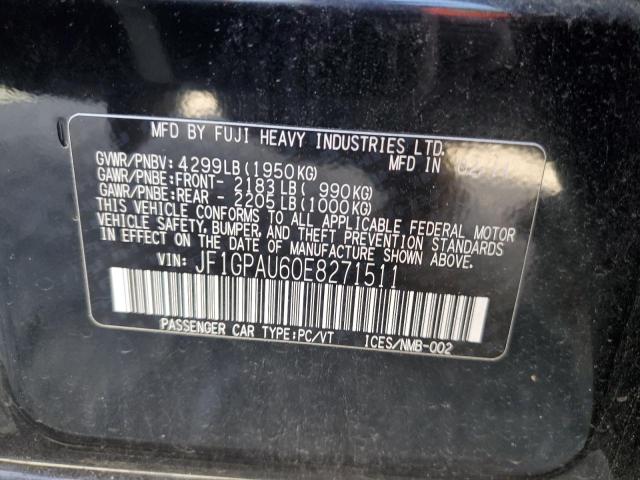 MFD BY FUJI HEAVY INDUSTRIES LTD.
MFD IN
GVWR/PNBV: 4299LB(1950KG)
GAWR/PNBE:FRONT- 2183LB( 990KG)
GAWR/PNBE:REAR - 2205LB(1000KG)
THIS VEHICLE CONFORMS TO ALL APPLICABLE FEDERAL MOTOR
VEHICLE SAFETY, BUMPER, AND THEFT PREVENTION STANDARDS
IN EFFECT ON THE DATE OF MANUFACTURE SHOWN ABOVE.
VIN: JF1GPAU60E8271511
PASSENGER CAR TYPE:PC/VT ICES/NMB-002